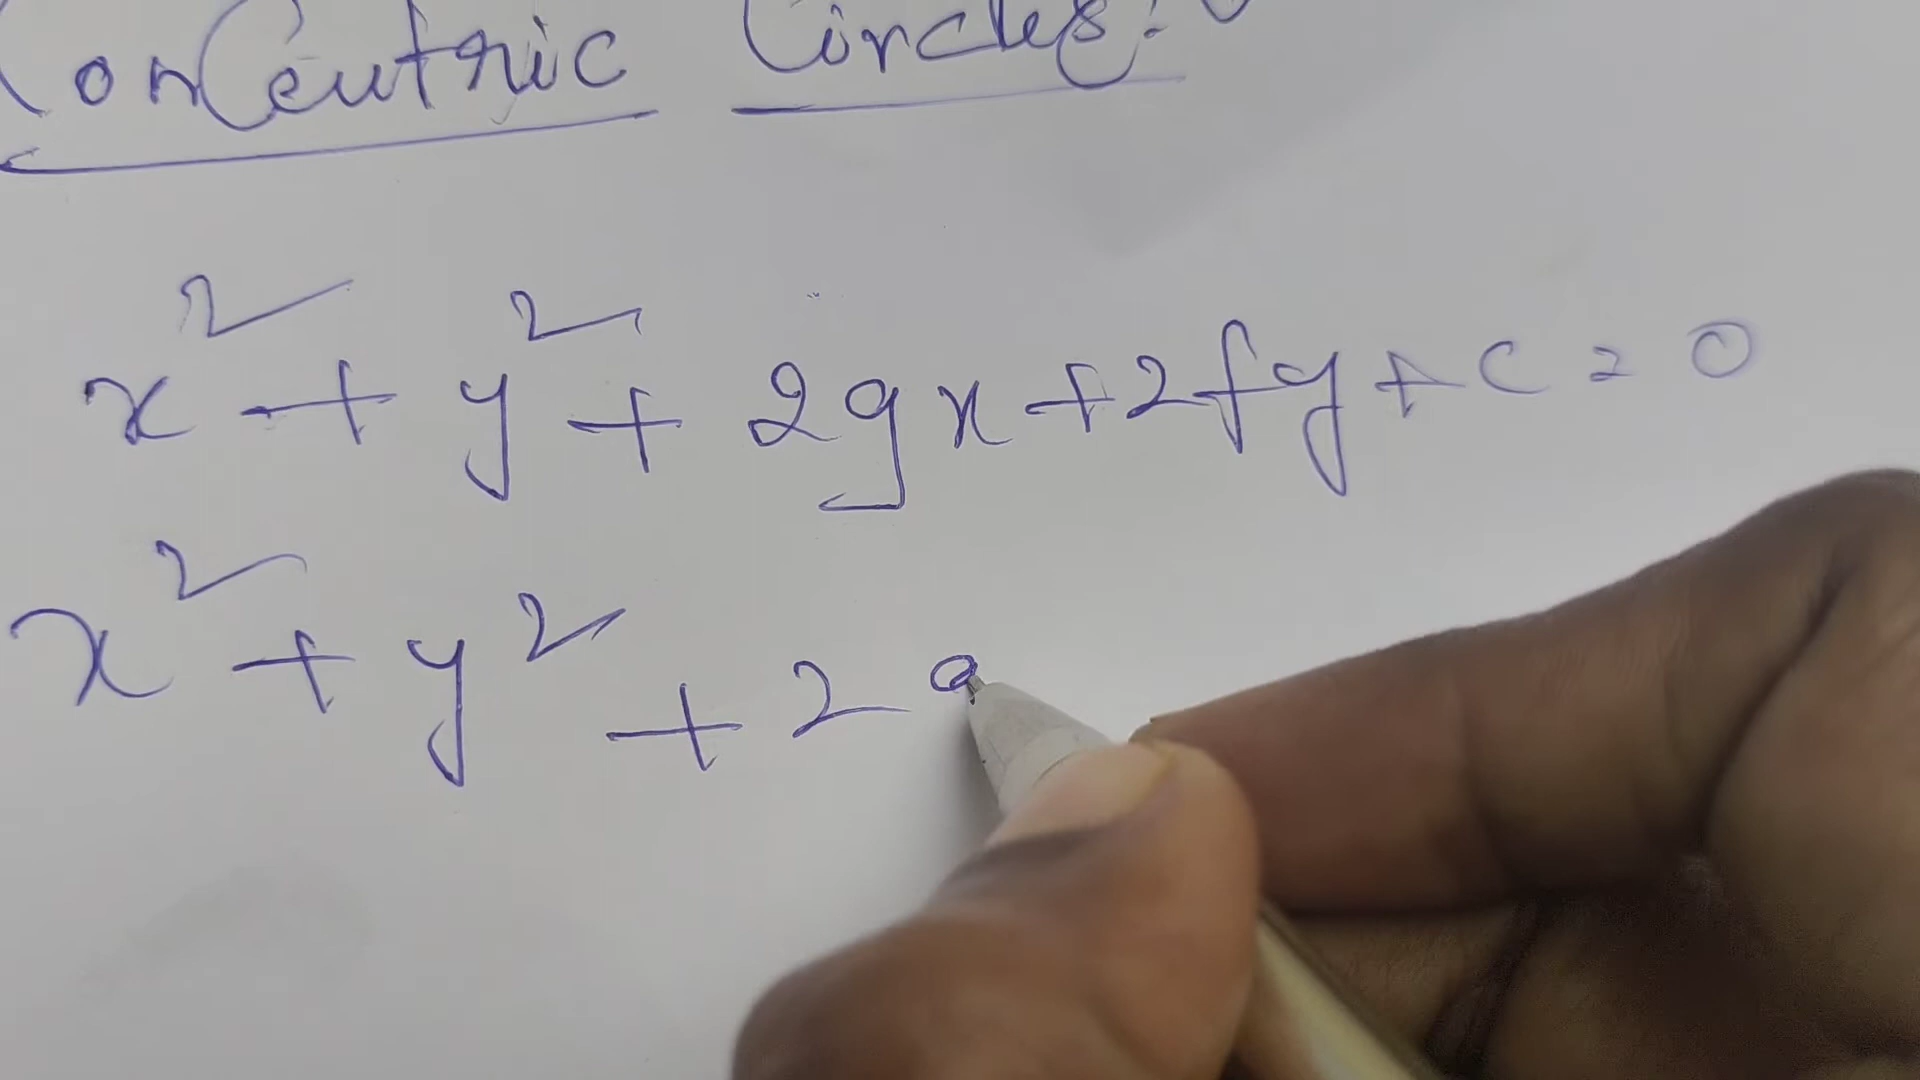 Concentric Circles:
x² + y² + 2gx + 2fy + c = 0
x² + y² + 2